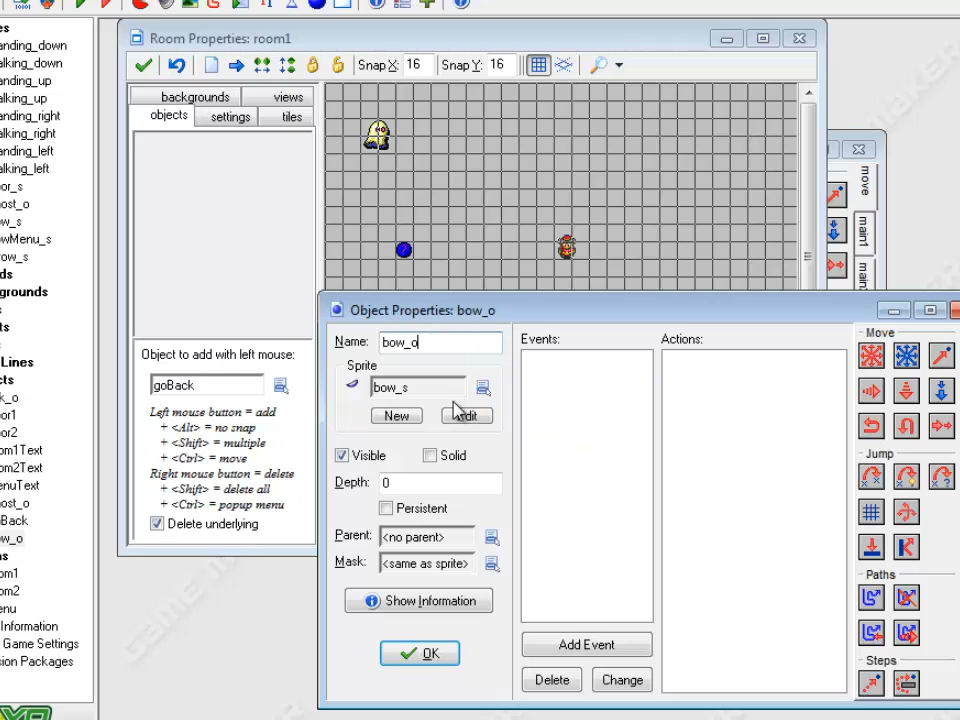 es
anding_down
alking_down
anding_up
alking_up
anding_right
alking_right
anding_left
alking_left
or_s
ost_o
ow_s
owMenu_s
row_s
ds
grounds
s
ts
Lines
cts
k_o
or1
or2
om1Text
om2Text
enuText
ost_o
Back
ow_o
ns
om1
om2
enu
Information
Game Settings
sion Packages
Room Properties: room1
Snap X: 16
Snap Y: 16
backgrounds
views
objects
settings
tiles
Object to add with left mouse:
goBack
Left mouse button = add
+ <Alt> = no snap
+ <Shift> = multiple
+ <Ctrl> = move
Right mouse button = delete
+ <Shift> = delete all
+ <Ctrl> = popup menu
Delete underlying
move
main1
Object Properties: bow_o
Name: bow_o
Sprite
bow_s
New
Visible
Solid
Depth: 0
Persistent
Parent: <no parent>
Mask: <same as sprite>
Show Information
OK
Events:
Add Event
Delete
Change
Actions:
Move
Jump
Paths
Steps